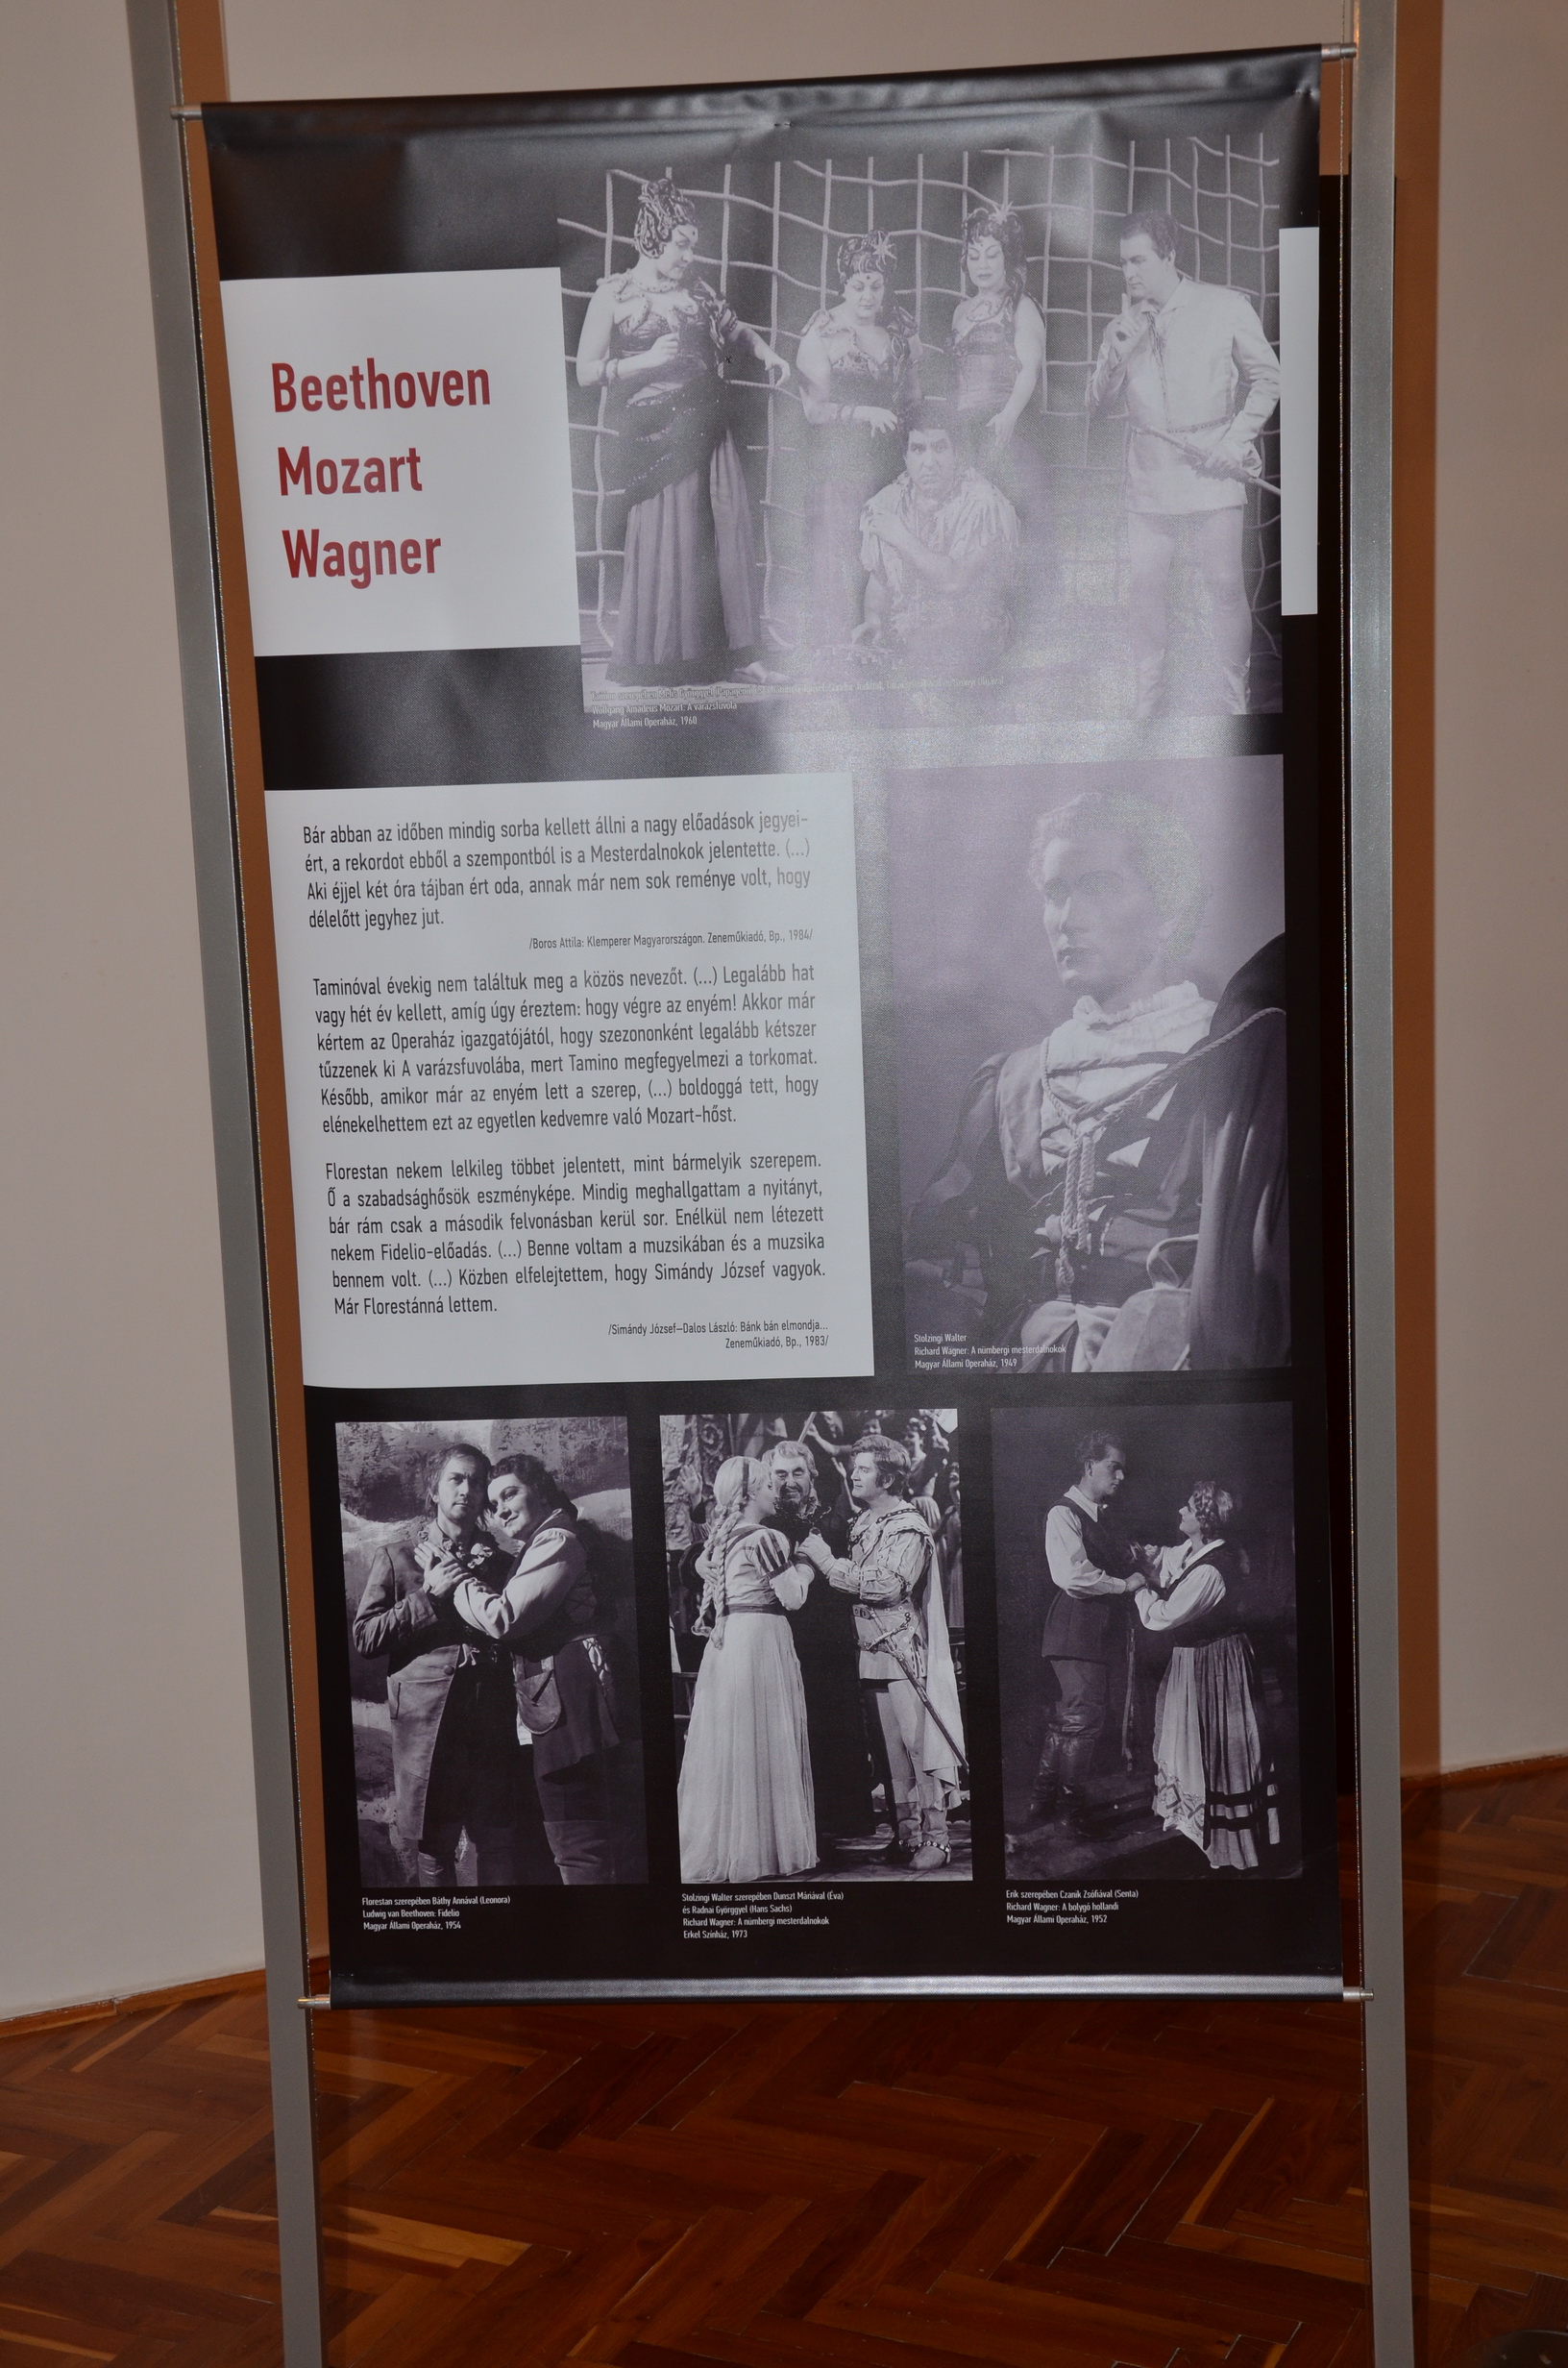 Beethoven
Mozart
Wagner
Tamino szerepében Melis Györggyel (Papageno),
Wolfgang Amadeus Mozart: A varázsfuvola
Magyar Állami Operaház, 1960
Bár abban az időben mindig sorba kellett állni a nagy előadások jegyei-
ért, a rekordot ebből a szempontból is a Mesterdalnokok jelentette. (...)
Aki éjjel két óra tájban ért oda, annak már nem sok reménye volt, hogy
délelőtt jegyhez jut.
/Boros Attila: Klemperer Magyarországon. Zeneműkiadó, Bp., 1984/
Taminóval évekig nem találtuk meg a közös nevezőt. (...) Legalább hat
vagy hét év kellett, amíg úgy éreztem: hogy végre az enyém! Akkor már
kértem az Operaház igazgatójától, hogy szezononként legalább kétszer
tűzzenek ki A varázsfuvolába, mert Tamino megfegyelmezi a torkomat.
Később, amikor már az enyém lett a szerep, (...) boldoggá tett, hogy
elénekelhettem ezt az egyetlen kedvemre való Mozart-hőst.
Florestan nekem lelkileg többet jelentett, mint bármelyik szerepem.
Ő a szabadsághősök eszményképe. Mindig meghallgattam a nyitányt,
bár rám csak a második felvonásban kerül sor. Enélkül nem létezett
nekem Fidelio-előadás. (...) Benne voltam a muzsikában és a muzsika
bennem volt. (...) Közben elfelejtettem, hogy Simándy József vagyok.
Már Florestánná lettem.
/Simándy József–Dalos László: Bánk bán elmondja...
Zeneműkiadó, Bp., 1983/
Stolzingi Walter
Richard Wagner: A nürnbergi mesterdalnokok
Magyar Állami Operaház, 1949
Florestan szerepében Báthy Annával (Leonora)
Ludwig van Beethoven: Fidelio
Magyar Állami Operaház, 1954
Stolzingi Walter szerepében Dunszt Máriával (Éva)
és Radnai Györggyel (Hans Sachs)
Richard Wagner: A nürnbergi mesterdalnokok
Erkel Színház, 1973
Erik szerepében Czanik Zsófiával (Senta)
Richard Wagner: A bolygó hollandi
Magyar Állami Operaház, 1952